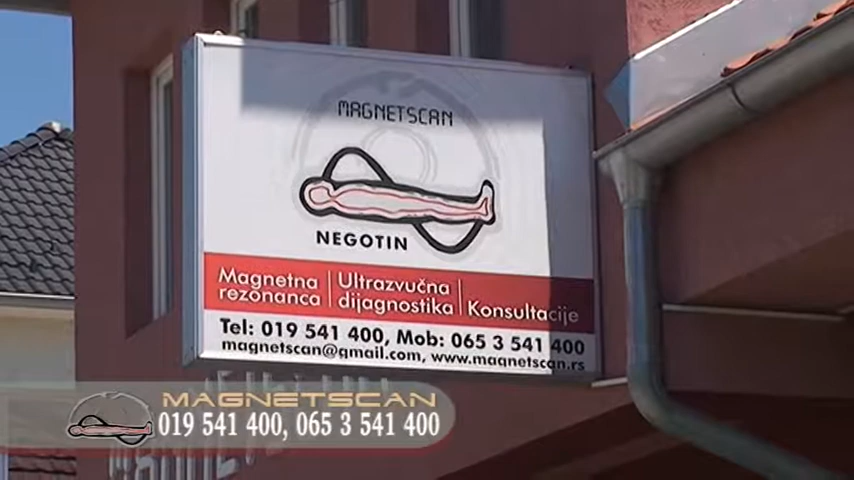 MAGNETSCAN
NEGOTIN
Magnetna rezonanca | Ultrazvučna dijagnostika | Konsultacije
Tel: 019 541 400, Mob: 065 3 541 400
magnetscan@gmail.com, www.magnetscan.rs
MAGNETSCAN
019 541 400, 065 3 541 400